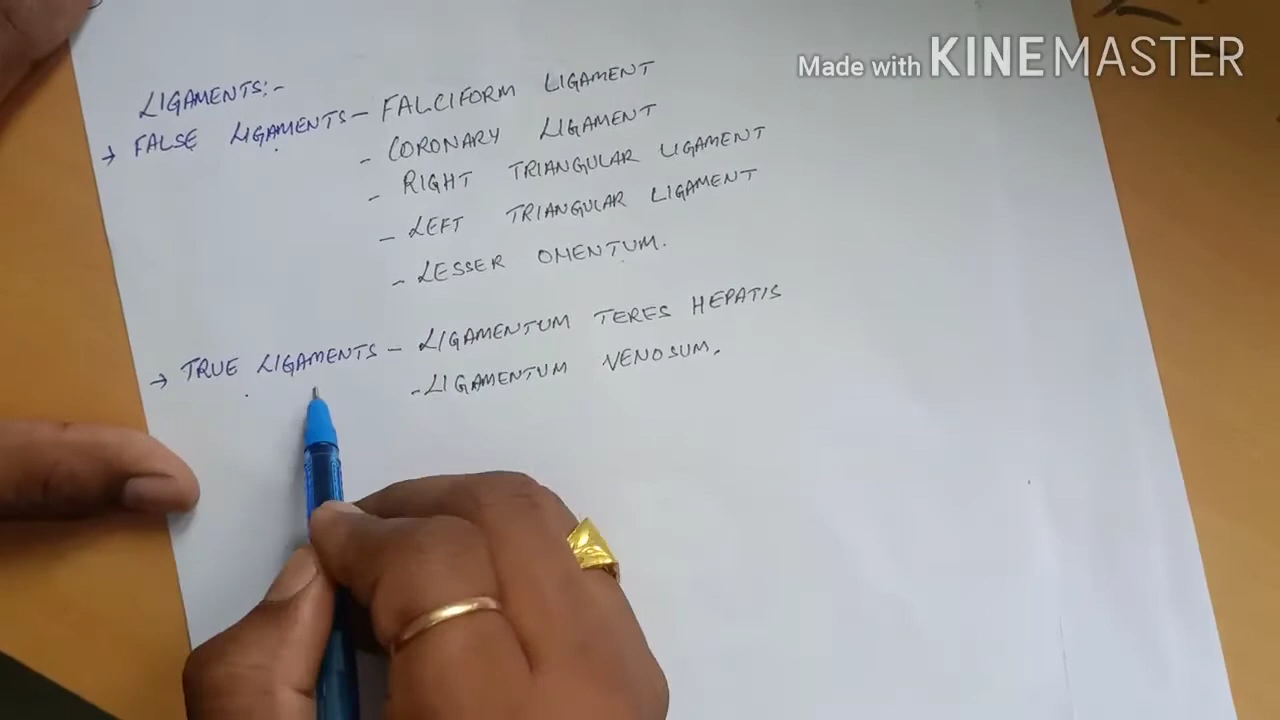 Made with KINEMASTER
LIGAMENTS:-
→ FALSE LIGAMENTS - FALCIFORM LIGAMENT
- CORONARY LIGAMENT
- RIGHT TRIANGULAR LIGAMENT
- LEFT TRIANGULAR LIGAMENT
- LESSER OMENTUM.
→ TRUE LIGAMENTS - LIGAMENTUM TERES HEPATIS
- LIGAMENTUM VENOSUM.